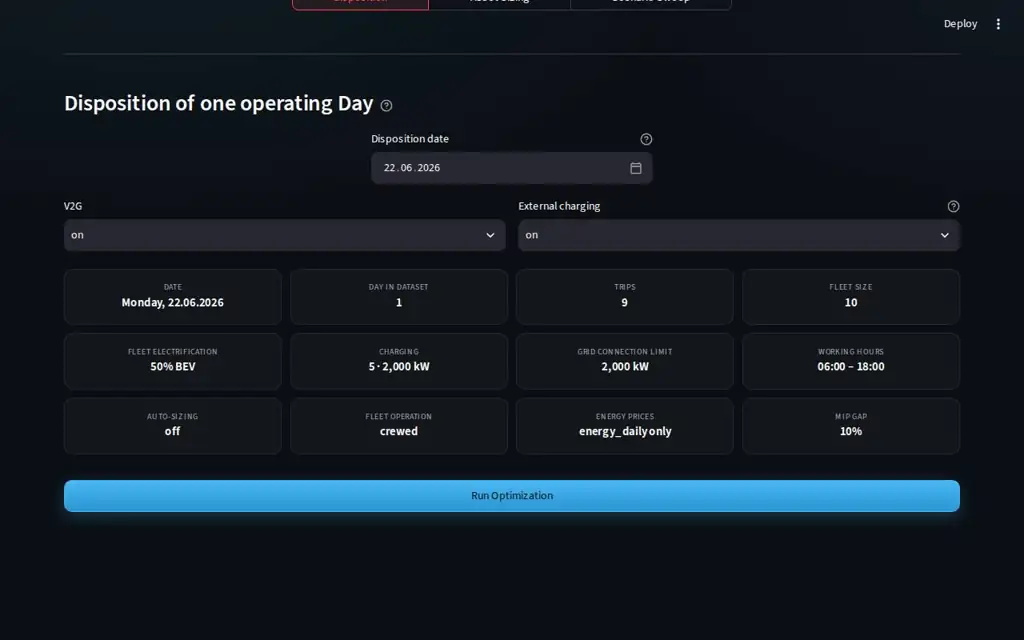 Disposition
Deploy
Disposition of one operating Day
Disposition date
22.06.2026
V2G
External charging
on
on
DATE
Monday, 22.06.2026
DAY IN DATASET
1
TRIPS
9
FLEET SIZE
10
FLEET ELECTRIFICATION
50% BEV
CHARGING
5 · 2,000 kW
GRID CONNECTION LIMIT
2,000 kW
WORKING HOURS
06:00 – 18:00
AUTO-SIZING
off
FLEET OPERATION
crewed
ENERGY PRICES
energy_dailyonly
MIP GAP
10%
Run Optimization